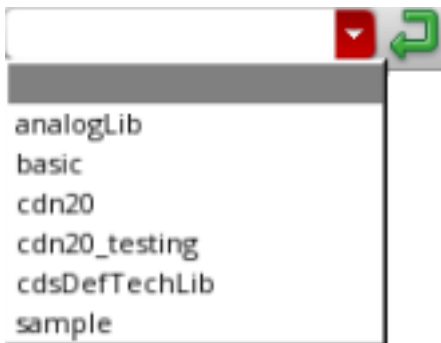 analogLib
basic
cdn20
cdn20_testing
cdsDefTechLib
sample